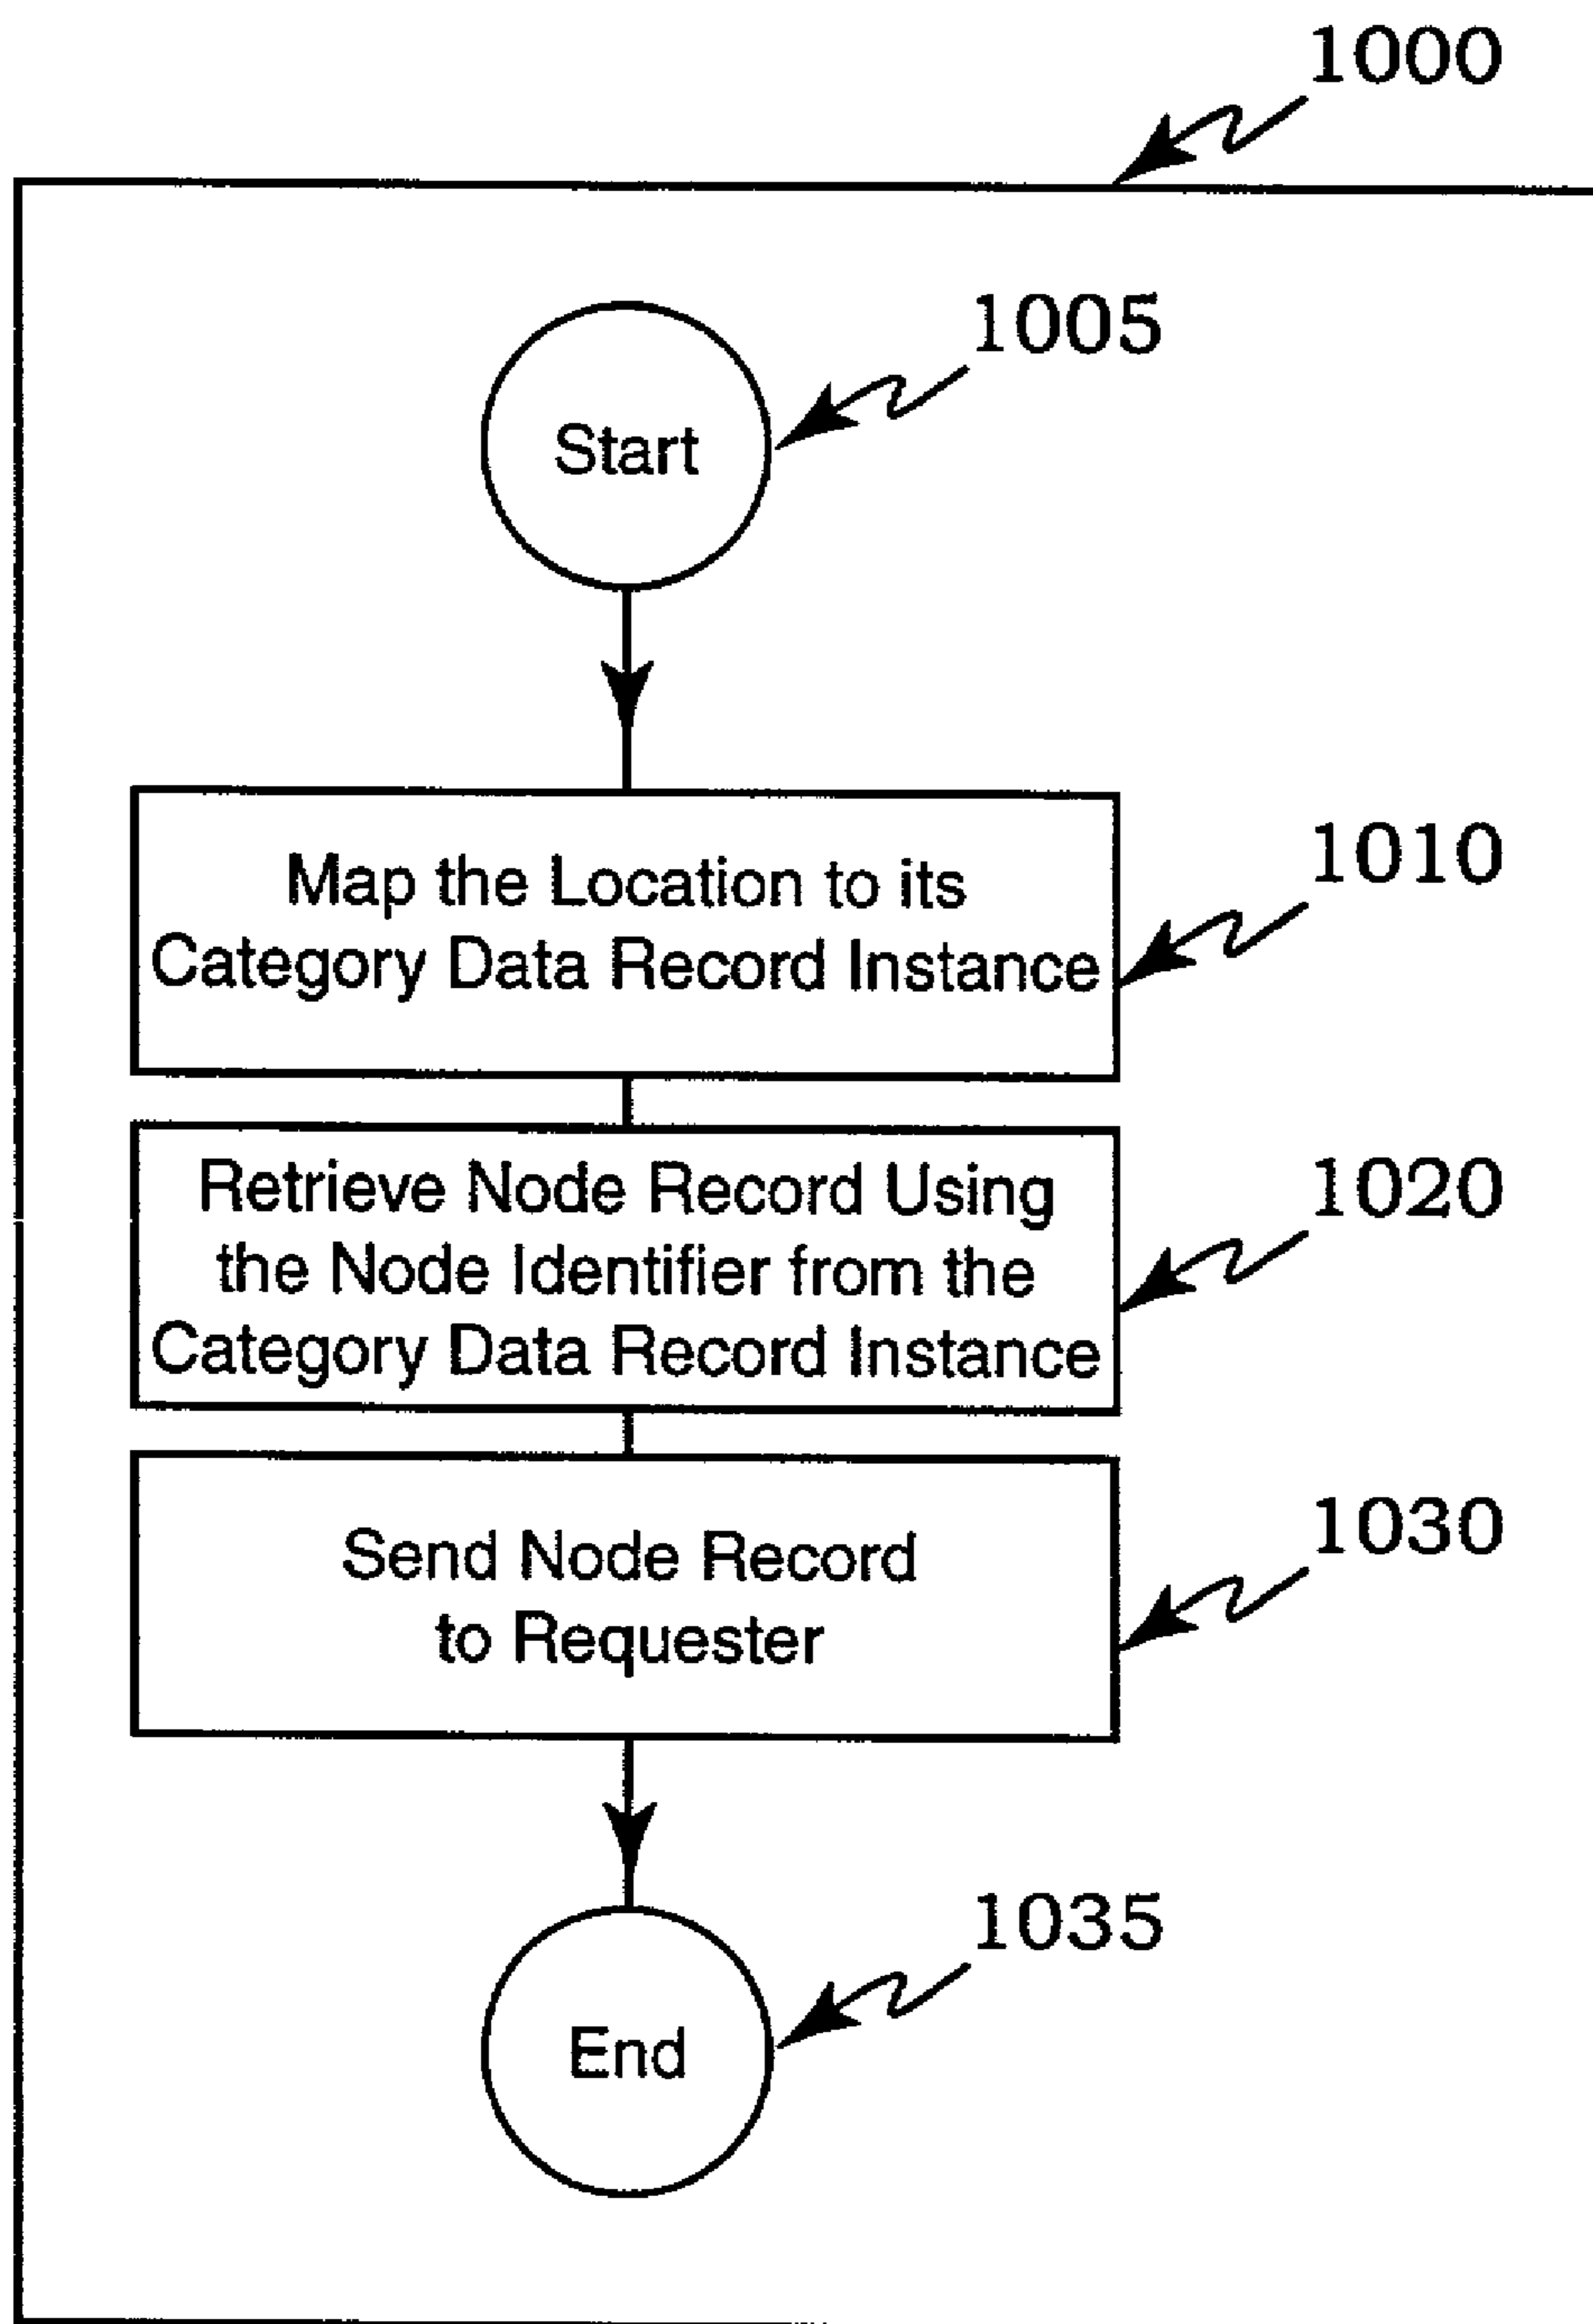 1000
1005
Start
1010
Map the Location to its
Category Data Record Instance
1020
Retrieve Node Record Using
the Node Identifier from the
Category Data Record Instance
1030
Send Node Record
to Requester
1035
End